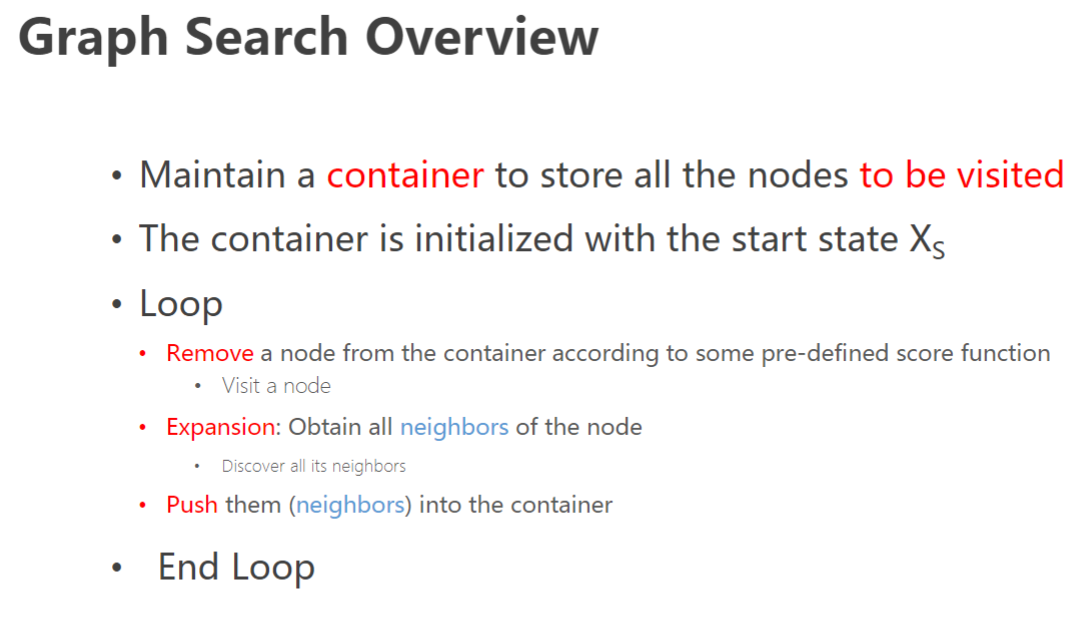 Graph Search Overview
• Maintain a container to store all the nodes to be visited
• The container is initialized with the start state XS
• Loop
• Remove a node from the container according to some pre-defined score function
• Visit a node
• Expansion: Obtain all neighbors of the node
• Discover all its neighbors
• Push them (neighbors) into the container
• End Loop